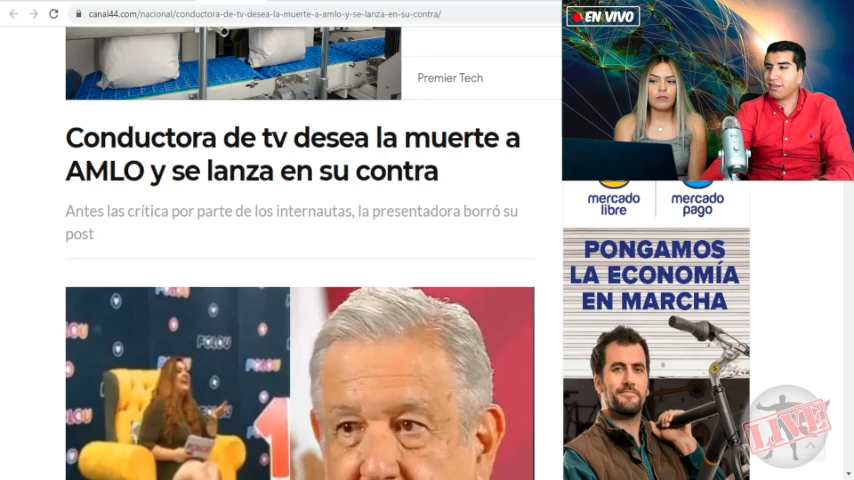 canal44.com/nacional/conductora-de-tv-desea-la-muerte-a-amlo-y-se-lanza-en-su-contra/
EN VIVO
Premier Tech
Conductora de tv desea la muerte a
AMLO y se lanza en su contra
Antes las crítica por parte de los internautas, la presentadora borró su
post
mercado
libre
mercado
pago
PONGAMOS
LA ECONOMÍA
EN MARCHA
LIVE